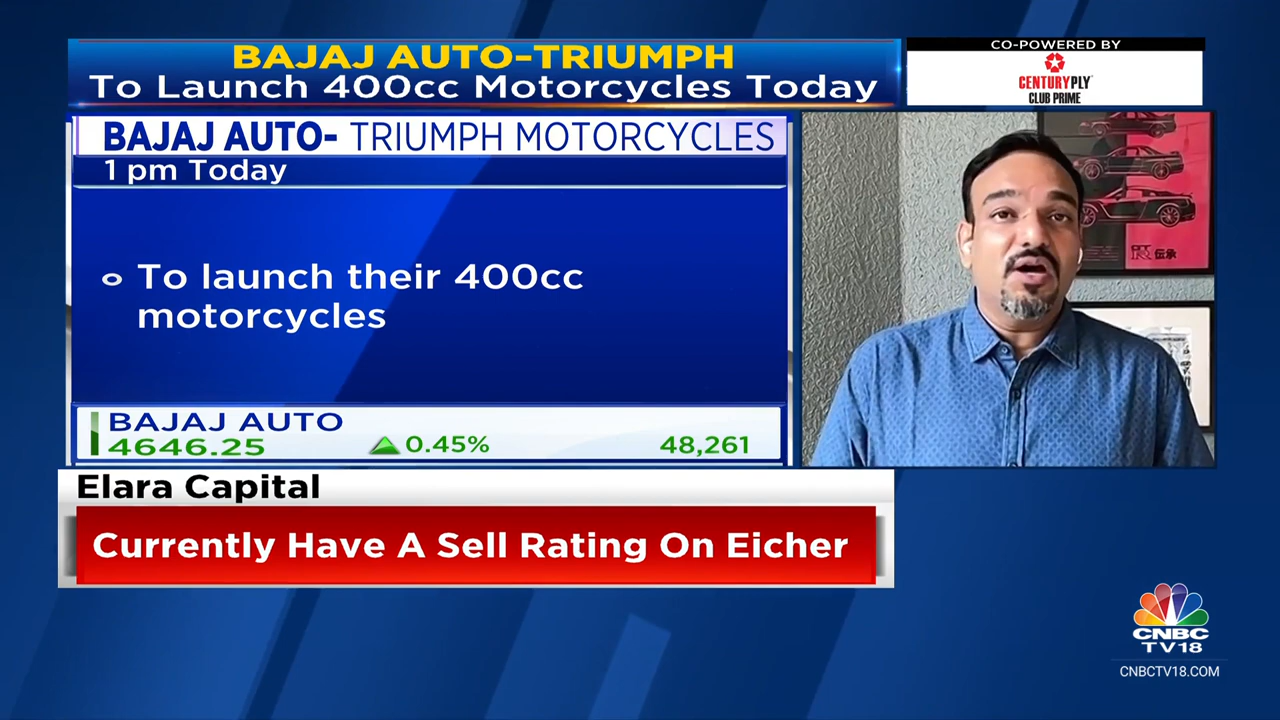 BAJAJ AUTO-TRIUMPH
To Launch 400cc Motorcycles Today
CO-POWERED BY
CENTURYPLY
CLUB PRIME
BAJAJ AUTO- TRIUMPH MOTORCYCLES
1 pm Today
To launch their 400cc
motorcycles
伝承
BAJAJ AUTO
4646.25 0.45% 48,261
Elara Capital
Currently Have A Sell Rating On Eicher
CNBC
TV18
CNBCTV18.COM